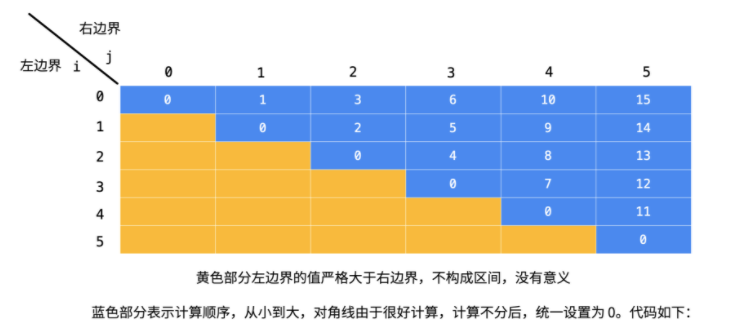 右边界
左边界 i j
0 1 2 3 4 5
0 0 1 3 6 10 15
1 0 2 5 9 14
2 0 4 8 13
3 0 7 12
4 0 11
5 0
黄色部分左边界的值严格大于右边界，不构成区间，没有意义
蓝色部分表示计算顺序，从小到大，对角线由于很好计算，计算不分后，统一设置为 0。代码如下：